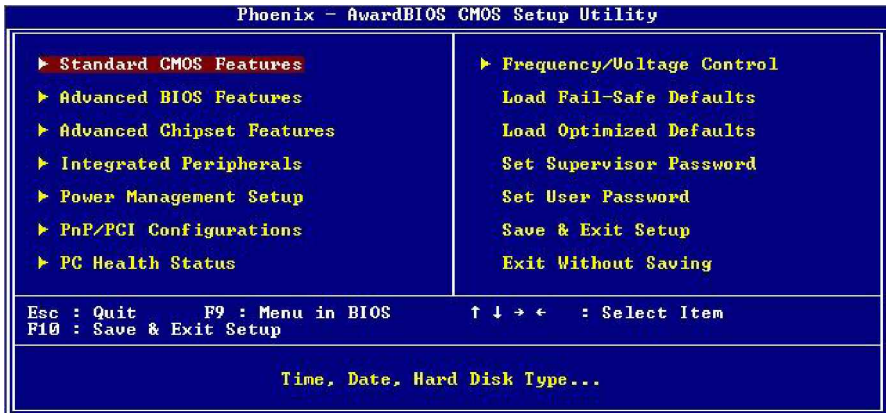 Phoenix - AwardBIOS CMOS Setup Utility
▶ Standard CMOS Features
▶ Advanced BIOS Features
▶ Advanced Chipset Features
▶ Integrated Peripherals
▶ Power Management Setup
▶ PnP/PCI Configurations
▶ PC Health Status
▶ Frequency/Voltage Control
Load Fail-Safe Defaults
Load Optimized Defaults
Set Supervisor Password
Set User Password
Save & Exit Setup
Exit Without Saving
Esc : Quit F9 : Menu in BIOS ↑ ↓ → ← : Select Item
F10 : Save & Exit Setup
Time, Date, Hard Disk Type...